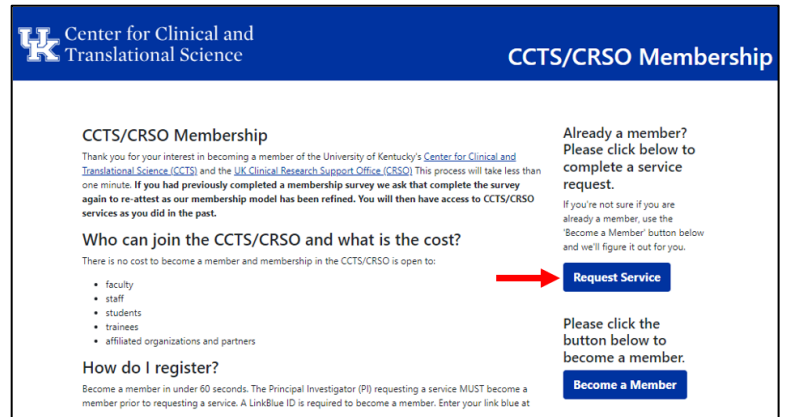 UK
Center for Clinical and
Translational Science
CCTS/CRSO Membership
CCTS/CRSO Membership
Thank you for your interest in becoming a member of the University of Kentucky's Center for Clinical and
Translational Science (CCTS) and the UK Clinical Research Support Office (CRSO) This process will take less than
one minute. If you had previously completed a membership survey we ask that complete the survey
again to re-attest as our membership model has been refined. You will then have access to CCTS/CRSO
services as you did in the past.
Who can join the CCTS/CRSO and what is the cost?
There is no cost to become a member and membership in the CCTS/CRSO is open to:
• faculty
• staff
• students
• trainees
• affiliated organizations and partners
How do I register?
Become a member in under 60 seconds. The Principal Investigator (PI) requesting a service MUST become a
member prior to requesting a service. A LinkBlue ID is required to become a member. Enter your link blue at
Already a member?
Please click below to
complete a service
request.
If you're not sure if you are
already a member, use the
'Become a Member' button below
and we'll figure it out for you.
Request Service
Please click the
button below to
become a member.
Become a Member